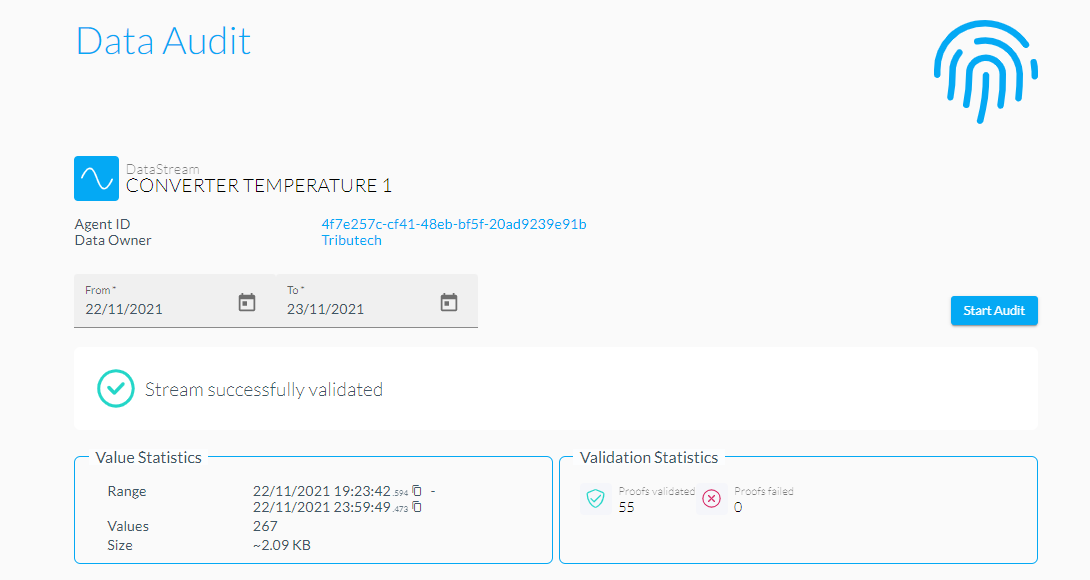 Data Audit
DataStream
CONVERTER TEMPERATURE 1
Agent ID 4f7e257c-cf41-48eb-bf5f-20ad9239e91b
Data Owner Tributech
From * To *
22/11/2021 23/11/2021
Start Audit
Stream successfully validated
Value Statistics
Range 22/11/2021 19:23:42 .594 -
22/11/2021 23:59:49 .473
Values 267
Size ~2.09 KB
Validation Statistics
Proofs validated Proofs failed
55 0